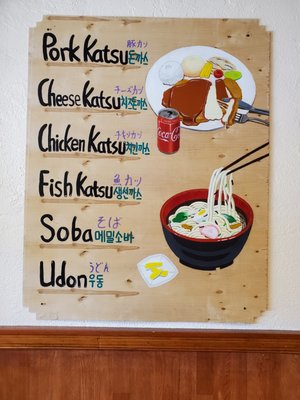 豚カツ
Pork Katsu 돈까스
チーズカツ
Cheese Katsu 치즈돈까스
チキンカツ
Chicken Katsu 치킨까스
魚カツ
Fish Katsu 생선까스
そば
Soba 메밀소바
うどん
Udon 우동
Coca-Cola